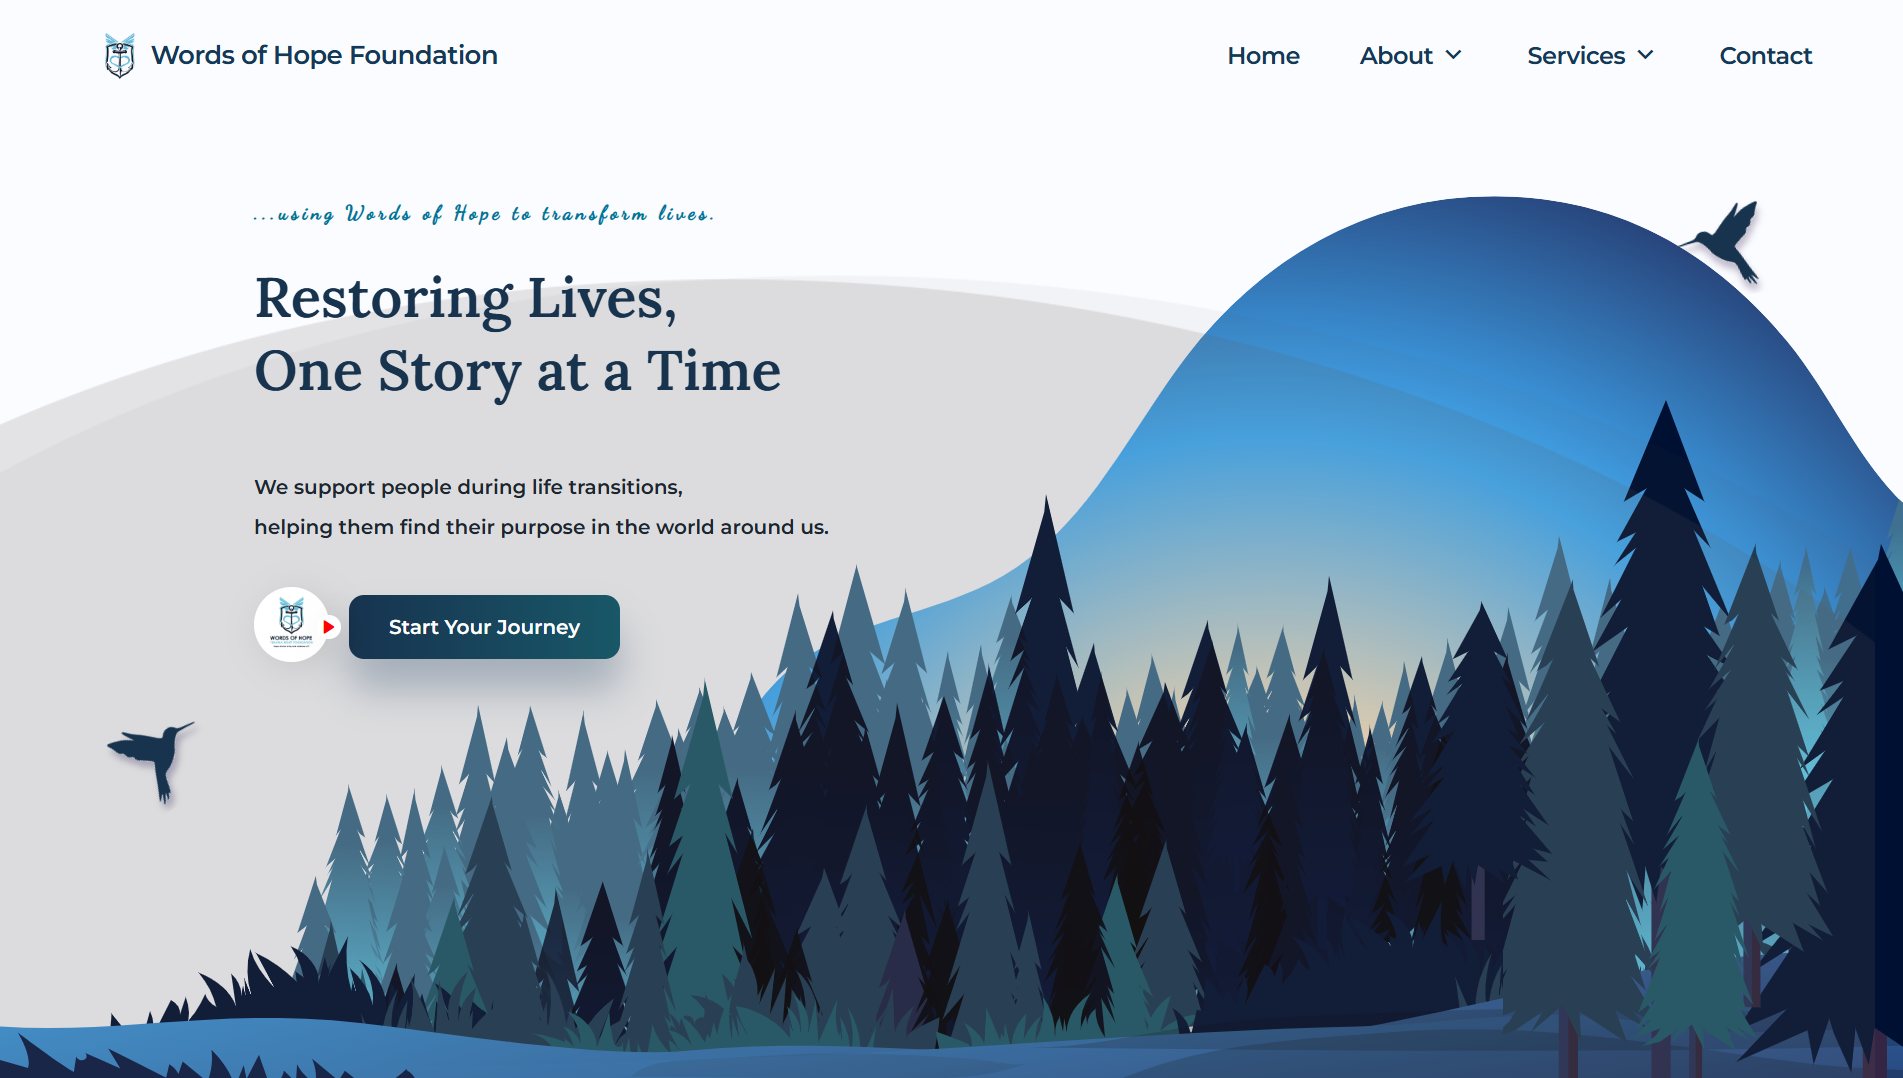 Words of Hope Foundation
Home
About
Services
Contact
...using Words of Hope to transform lives.
Restoring Lives,
One Story at a Time
We support people during life transitions,
helping them find their purpose in the world around us.
WORDS OF HOPE
Start Your Journey